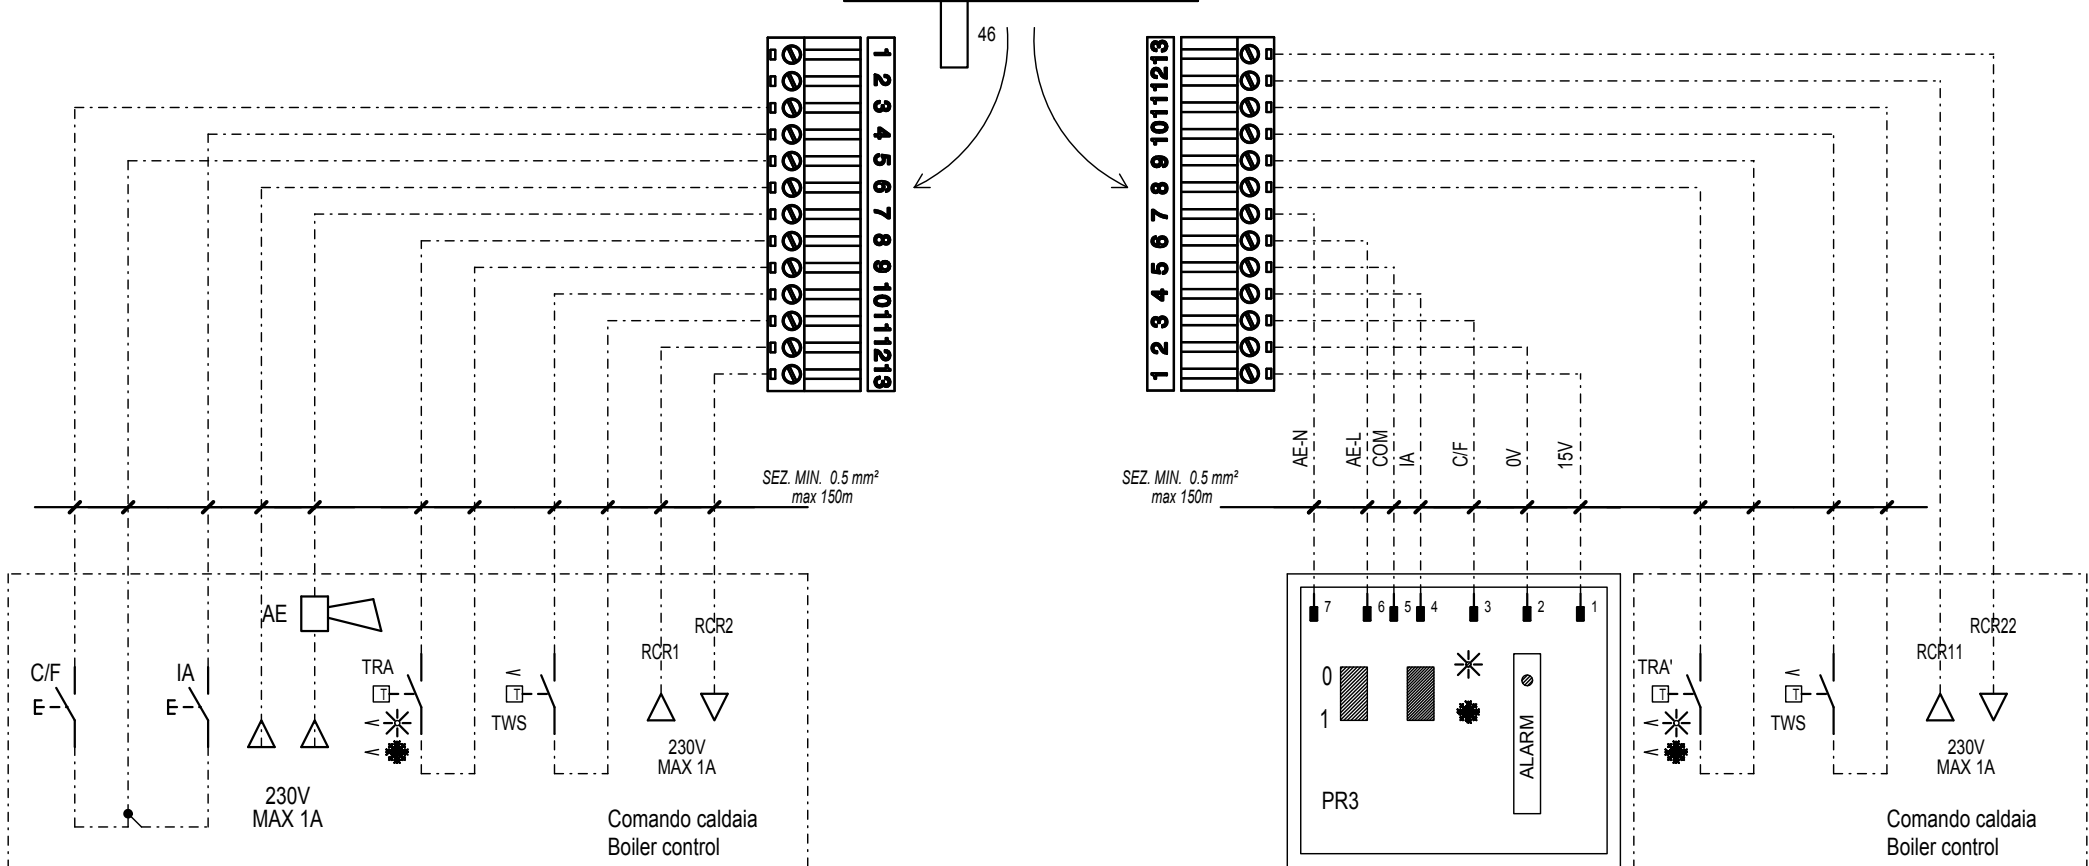 46
1
2
3
4
5
6
7
8
9
10
11
12
13
13
12
11
10
9
8
7
6
5
4
3
2
1
SEZ. MIN. 0.5 mm²
max 150m
SEZ. MIN. 0.5 mm²
max 150m
AE-N
AE-L
COM
IA
C/F
0V
15V
C/F
E
IA
E
AE
230V
MAX 1A
TRA
T
<
<
<
T
TWS
RCR1
RCR2
230V
MAX 1A
Comando caldaia
Boiler control
7
6
5
4
3
2
1
0
1
ALARM
PR3
TRA'
T
<
<
<
T
TWS
RCR11
RCR22
230V
MAX 1A
Comando caldaia
Boiler control